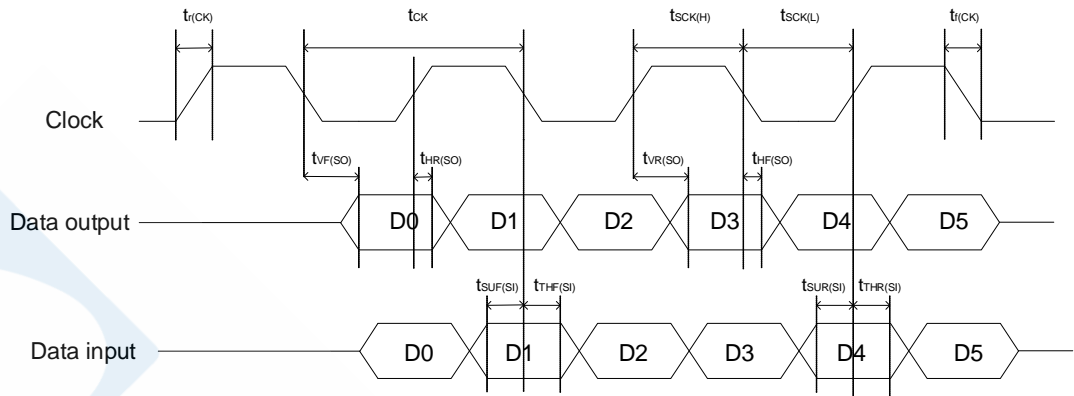 tr(CK) tCK tSCK(H) tSCK(L) tf(CK)
Clock
tVF(SO) tHR(SO) tVR(SO) tHF(SO)
Data output D0 D1 D2 D3 D4 D5
tSUF(SI) tTHF(SI) tSUR(SI) tTHR(SI)
Data input D0 D1 D2 D3 D4 D5